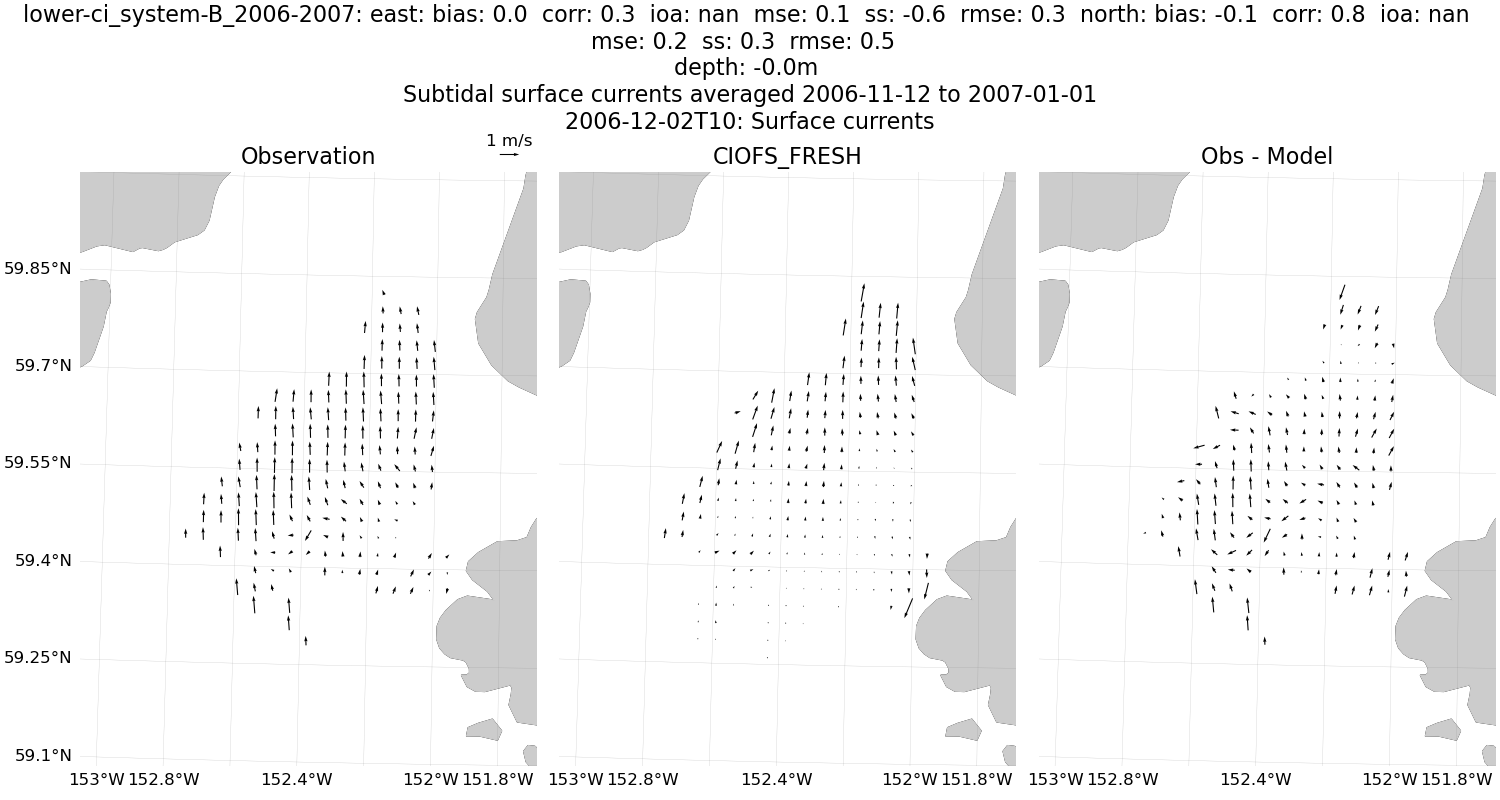 lower-ci_system-B_2006-2007: east: bias: 0.0  corr: 0.3  ioa: nan  mse: 0.1  ss: -0.6  rmse: 0.3  north: bias: -0.1  corr: 0.8  ioa: nan
mse: 0.2  ss: 0.3  rmse: 0.5
depth: -0.0m
Subtidal surface currents averaged 2006-11-12 to 2007-01-01
2006-12-02T10: Surface currents
1 m/s
Observation
CIOFS_FRESH
Obs - Model
59.85°N
59.7°N
59.55°N
59.4°N
59.25°N
59.1°N
153°W 152.8°W 152.4°W 152°W 151.8°W
153°W 152.8°W 152.4°W 152°W 151.8°W
153°W 152.8°W 152.4°W 152°W 151.8°W